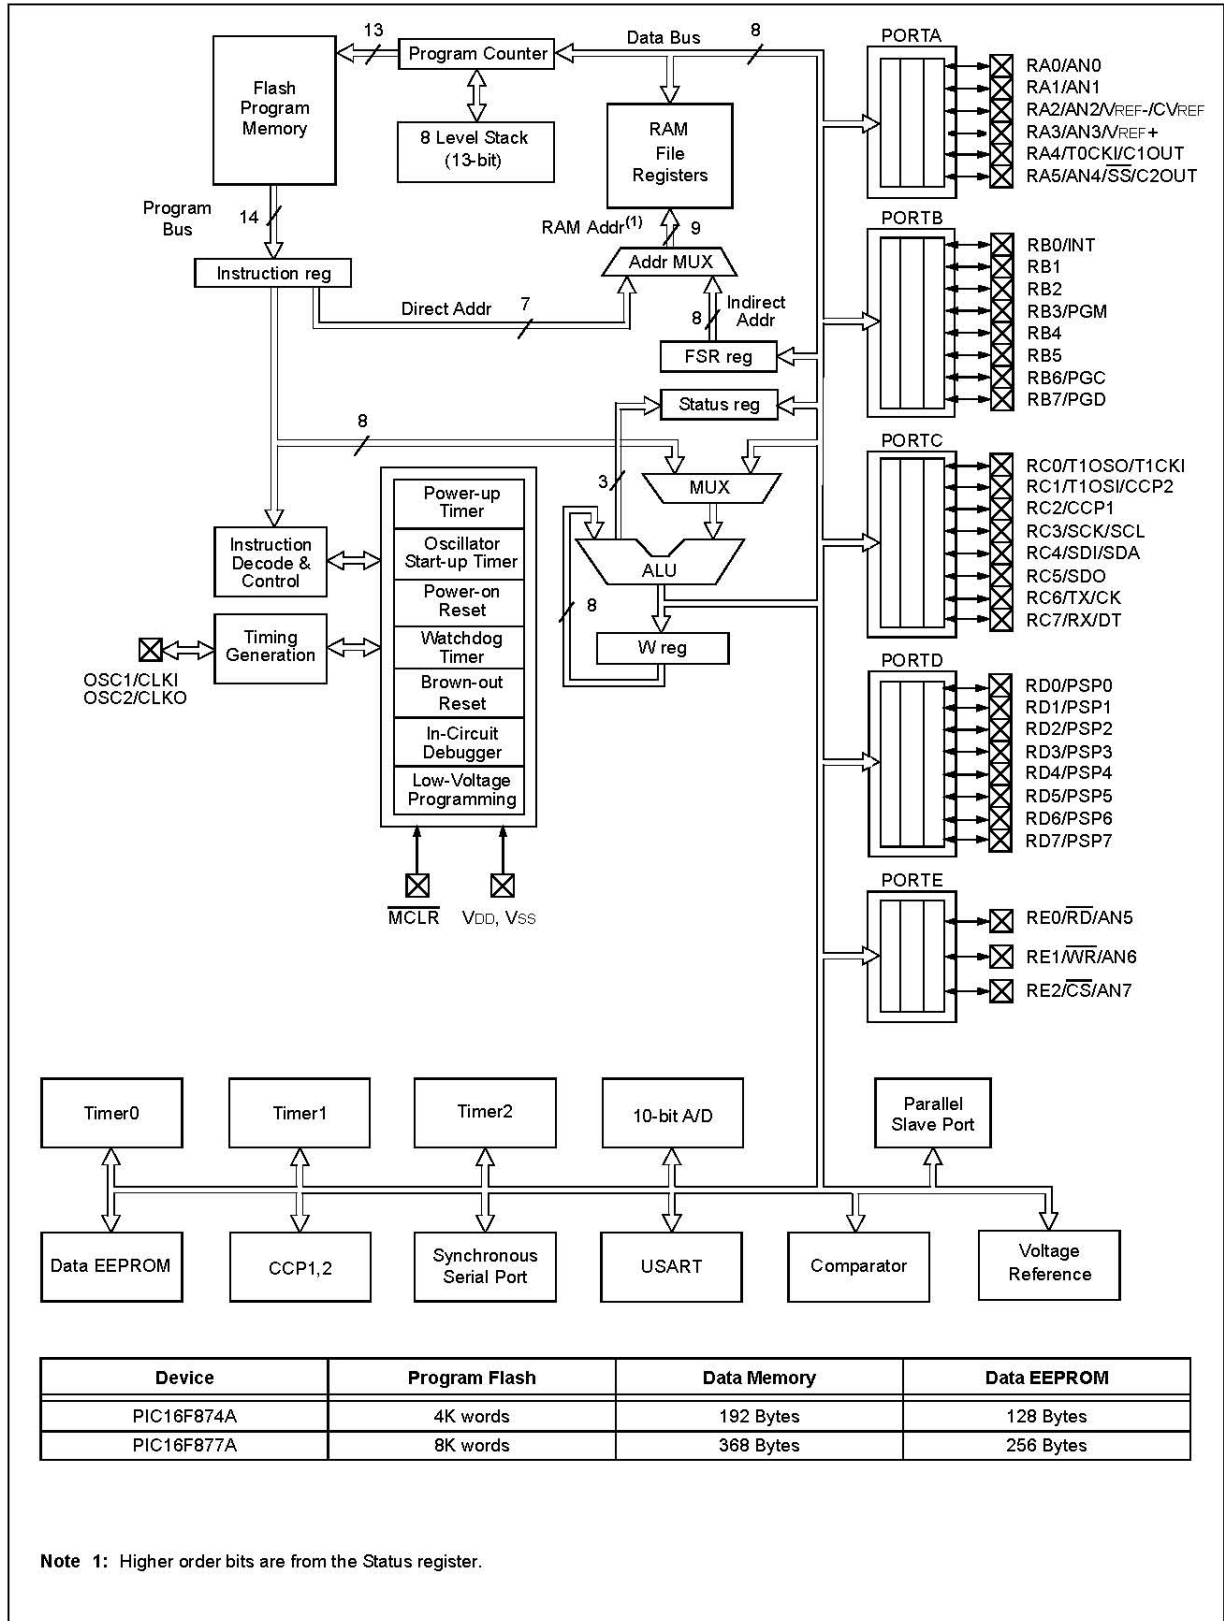 13
Program Counter
Data Bus
8
PORTA
Flash
Program
Memory
8 Level Stack
(13-bit)
RAM
File
Registers
RA0/AN0
RA1/AN1
RA2/AN2/VREF-/CVREF
RA3/AN3/VREF+
RA4/T0CKI/C1OUT
RA5/AN4/SS/C2OUT
Program
Bus
14
RAM Addr(1)
9
PORTB
Instruction reg
Addr MUX
Direct Addr
7
8
Indirect
Addr
FSR reg
RB0/INT
RB1
RB2
RB3/PGM
RB4
RB5
RB6/PGC
RB7/PGD
Status reg
8
3
MUX
PORTC
RC0/T1OSO/T1CKI
RC1/T1OSI/CCP2
RC2/CCP1
RC3/SCK/SCL
RC4/SDI/SDA
RC5/SDO
RC6/TX/CK
RC7/RX/DT
Power-up
Timer
Instruction
Decode &
Control
Oscillator
Start-up Timer
ALU
Power-on
Reset
8
Timing
Generation
Watchdog
Timer
W reg
OSC1/CLKI
OSC2/CLKO
Brown-out
Reset
In-Circuit
Debugger
Low-Voltage
Programming
MCLR
VDD, VSS
PORTD
RD0/PSP0
RD1/PSP1
RD2/PSP2
RD3/PSP3
RD4/PSP4
RD5/PSP5
RD6/PSP6
RD7/PSP7
PORTE
RE0/RD/AN5
RE1/WR/AN6
RE2/CS/AN7
Timer0
Timer1
Timer2
10-bit A/D
Parallel
Slave Port
Data EEPROM
CCP1,2
Synchronous
Serial Port
USART
Comparator
Voltage
Reference
Device Program Flash Data Memory Data EEPROM
PIC16F874A 4K words 192 Bytes 128 Bytes
PIC16F877A 8K words 368 Bytes 256 Bytes
Note 1: Higher order bits are from the Status register.